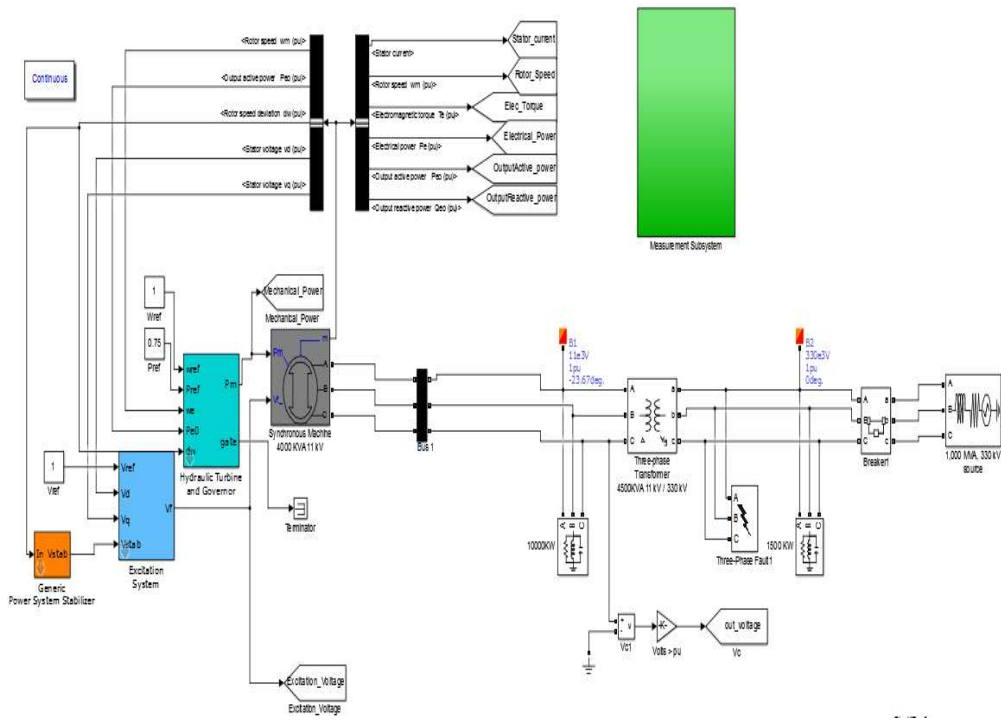 Continuous
<Rotor speed wm (pu)>
<Output active power Peo (pu)>
<Rotor speed deviation dw (pu)>
<Stator voltage vd (pu)>
<Stator voltage vq (pu)>
<Stator current>
<Rotor speed wm (pu)>
<Electromagnetic torque Te (pu)>
<Electrical power Pe (pu)>
<Output active power Peo (pu)>
<Output reactive power Qeo (pu)>
Stator_current
Rotor_Speed
Elec_Torque
Electrical_Power
OutputActive_power
OutputReactive_power
Measurement Subsystem
1
Wref
0.75
Pref
wref
Pref
we
Pe0
dw
Pm
gate
Hydraulic Turbine
and Governor
Mechanical_Power
Mechanical_Power
Pm
Vf_
m
A
B
C
Synchronous Machine
4000 KVA 11 kV
Bus 1
B1
11e3V
1pu
-23.67deg.
A
B
C
a
b
c
Three-phase
Transformer
4500KVA 11 kV / 330 kV
B2
330e3V
1pu
0deg.
A
B
C
a
b
c
Breaker1
A
B
C
1,000 MVA, 330 kV
source
1
Vref
Vref
Vd
Vq
Vstab
Vf
Excitation
System
In Vstab
Generic
Power System Stabilizer
Terminator
A B C
10000KW
A
B
C
Three-Phase Fault1
A B C
1500 KW
+
-
v
Vc1
-K-
Volts > pu
out_voltage
Vc
Excitation_Voltage
Excitation_Voltage